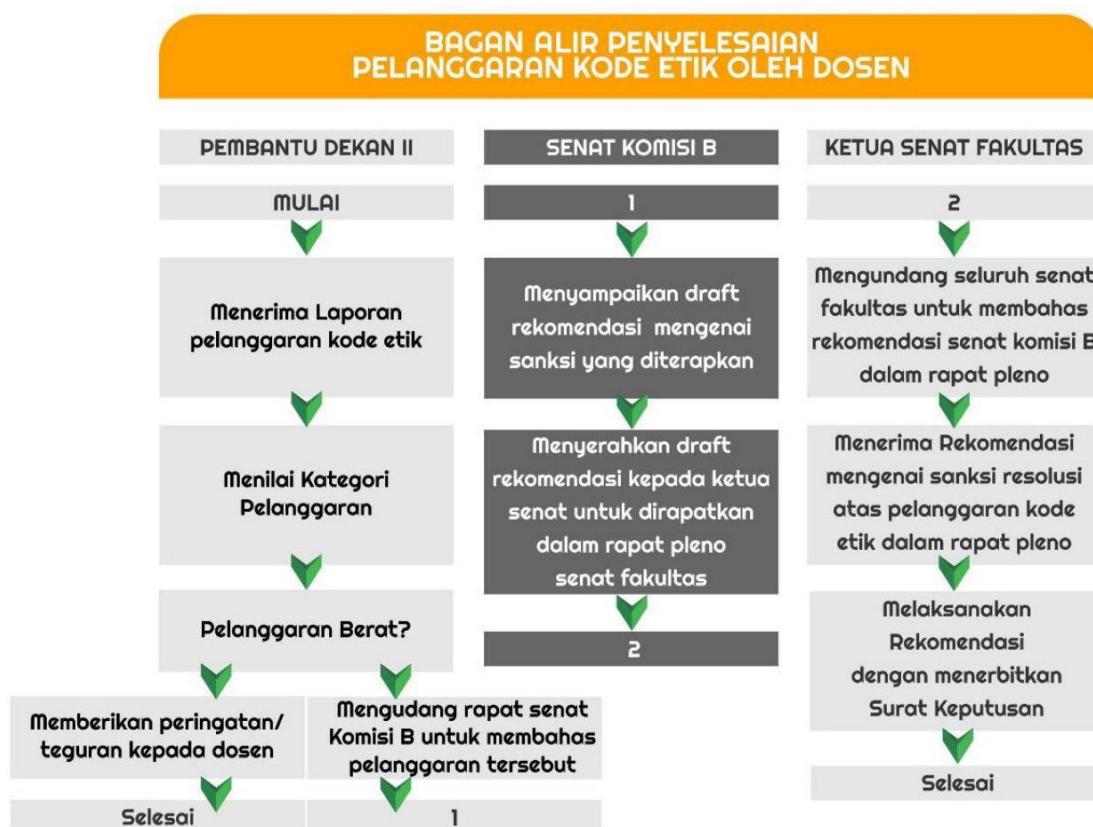 BAGAN ALIR PENYELESAIAN
PELANGGARAN KODE ETIK OLEH DOSEN
PEMBANTU DEKAN II
MULAI
Menerima Laporan
pelanggaran kode etik
Menilai Kategori
Pelanggaran
Pelanggaran Berat?
Memberikan peringatan/
teguran kepada dosen
Selesai
Mengudang rapat senat
Komisi B untuk membahas
pelanggaran tersebut
1
SENAT KOMISI B
1
Menyampaikan draft
rekomendasi mengenai
sanksi yang diterapkan
Menyerahkan draft
rekomendasi kepada ketua
senat untuk dirapatkan
dalam rapat pleno
senat fakultas
2
KETUA SENAT FAKULTAS
2
Mengundang seluruh senat
fakultas untuk membahas
rekomendasi senat komisi B
dalam rapat pleno
Menerima Rekomendasi
mengenai sanksi resolusi
atas pelanggaran kode
etik dalam rapat pleno
Melaksanakan
Rekomendasi
dengan menerbitkan
Surat Keputusan
Selesai